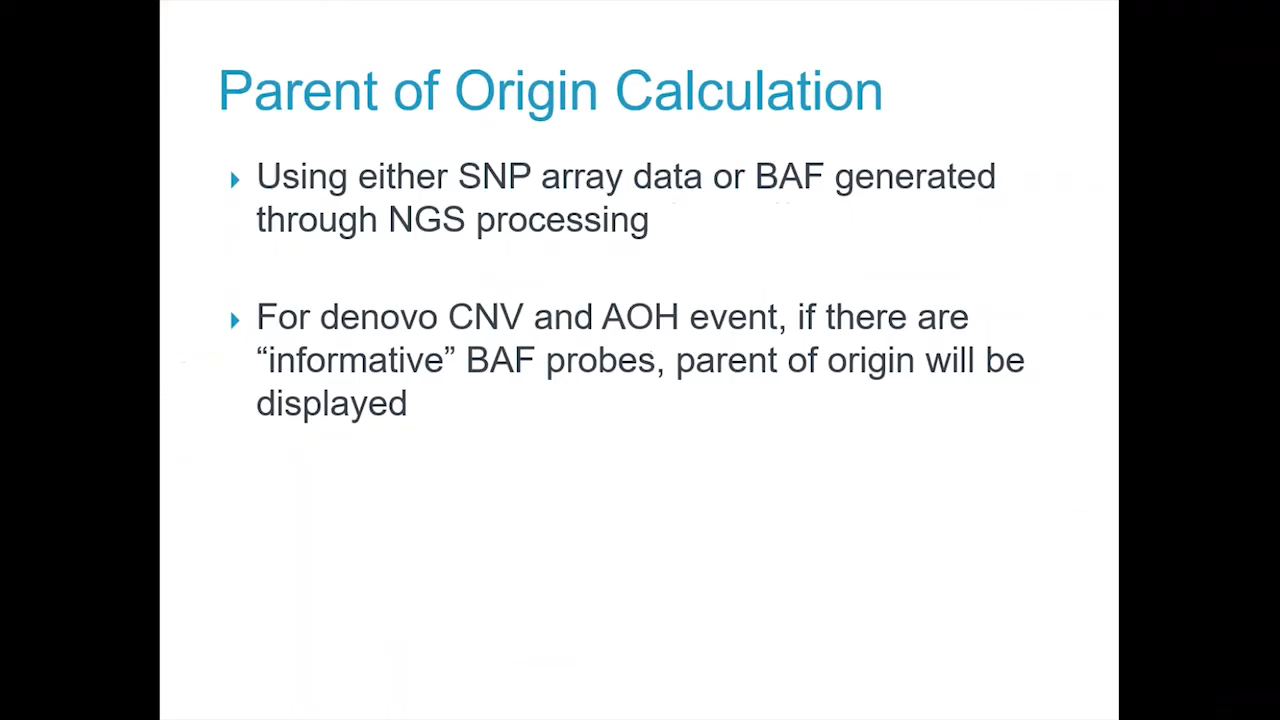 Parent of Origin Calculation
Using either SNP array data or BAF generated
through NGS processing
For denovo CNV and AOH event, if there are
“informative” BAF probes, parent of origin will be
displayed